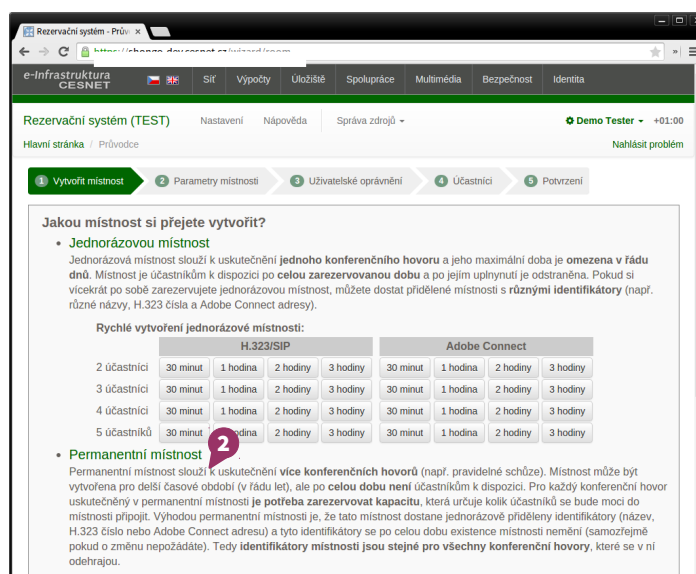 Rezervační systém - Prův ×
e-Infrastruktura
CESNET
Síť Výpočty Úložiště Spolupráce Multimédia Bezpečnost Identita
Rezervační systém (TEST) Nastavení Nápověda Správa zdrojů Demo Tester +01:00
Hlavní stránka / Průvodce Nahlásit problém
1 Vytvořit místnost 2 Parametry místnosti 3 Uživatelské oprávnění 4 Účastníci 5 Potvrzení
Jakou místnost si přejete vytvořit?
• Jednorázovou místnost
Jednorázová místnost slouží k uskutečnění jednoho konferenčního hovoru a jeho maximální doba je omezena v řádu
dnů. Místnost je účastníkům k dispozici po celou zarezervovanou dobu a po jejím uplynutí je odstraněna. Pokud si
vícekrát po sobě zarezervujete jednorázovou místnost, můžete dostat přidělené místnosti s různými identifikátory (např.
různé názvy, H.323 čísla a Adobe Connect adresy).
Rychlé vytvoření jednorázové místnosti:
H.323/SIP Adobe Connect
2 účastníci 30 minut 1 hodina 2 hodiny 3 hodiny 30 minut 1 hodina 2 hodiny 3 hodiny
3 účastníci 30 minut 1 hodina 2 hodiny 3 hodiny 30 minut 1 hodina 2 hodiny 3 hodiny
4 účastníci 30 minut 1 hodina 2 hodiny 3 hodiny 30 minut 1 hodina 2 hodiny 3 hodiny
5 účastníků 30 minut hodina 2 hodiny 3 hodiny 30 minut 1 hodina 2 hodiny 3 hodiny
2
• Permanentní místnost
Permanentní místnost slouží k uskutečnění více konferenčních hovorů (např. pravidelné schůze). Místnost může být
vytvořena pro delší časové období (v řádu let), ale po celou dobu není účastníkům k dispozici. Pro každý konferenční hovor
uskutečněný v permanentní místnosti je potřeba zarezervovat kapacitu, která určuje kolik účastníků se bude moci do
místnosti připojit. Výhodou permanentní místnosti je, že tato místnost dostane jednorázově přiděleny identifikátory (název,
H.323 číslo nebo Adobe Connect adresu) a tyto identifikátory se po celou dobu existence místnosti nemění (samozřejmě
pokud o změnu nepožádáte). Tedy identifikátory místnosti jsou stejné pro všechny konferenční hovory, které se v ní
odehrajou.